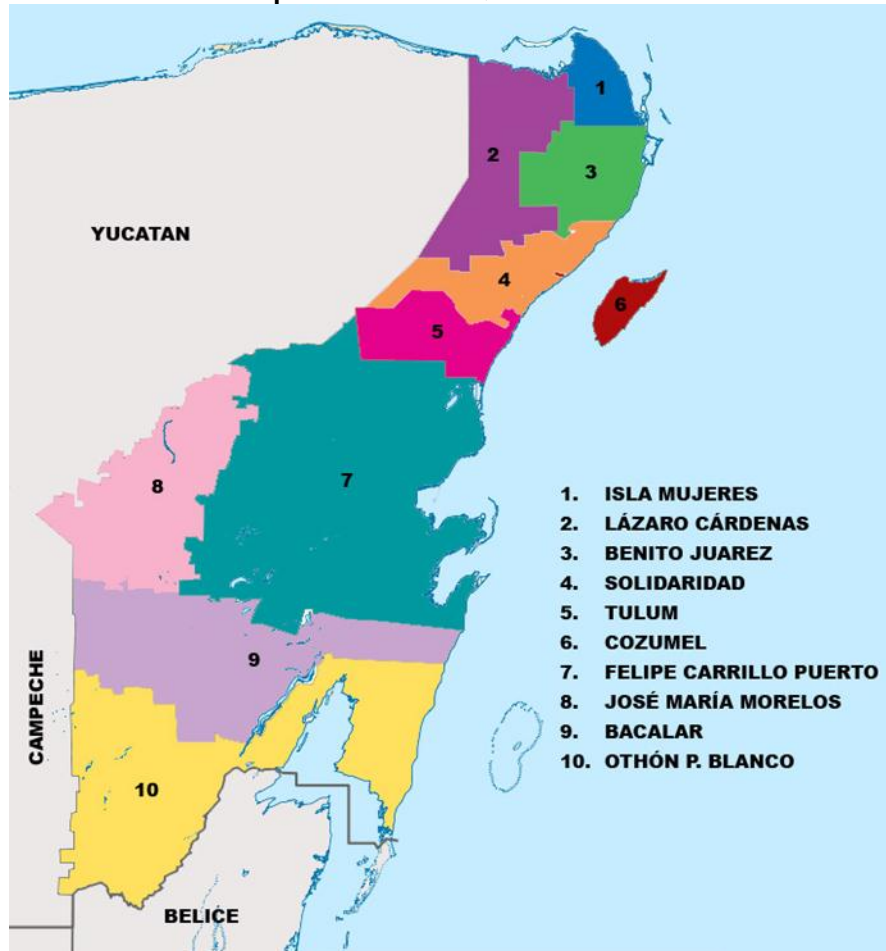 1
2
3
YUCATAN
4
6
5
7
8
1. ISLA MUJERES
2. LÁZARO CÁRDENAS
3. BENITO JUAREZ
4. SOLIDARIDAD
5. TULUM
6. COZUMEL
7. FELIPE CARRILLO PUERTO
8. JOSÉ MARÍA MORELOS
9. BACALAR
10. OTHÓN P. BLANCO
9
CAMPECHE
10
BELICE